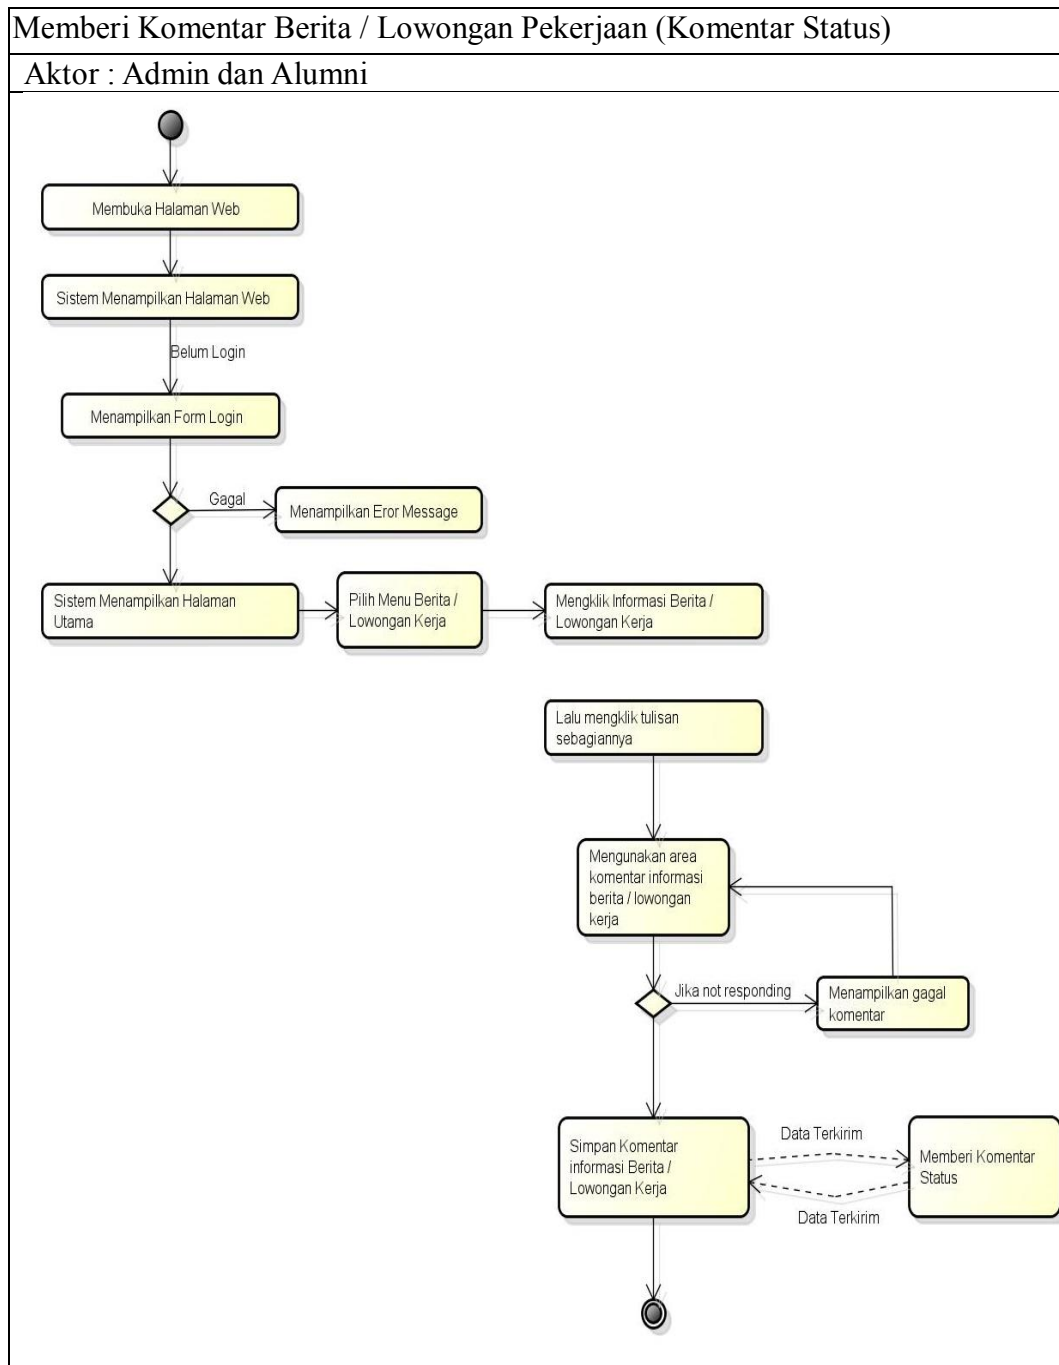 Memberi Komentar Berita / Lowongan Pekerjaan (Komentar Status)
Aktor : Admin dan Alumni
Membuka Halaman Web
Sistem Menampilkan Halaman Web
Belum Login
Menampilkan Form Login
Gagal
Menampilkan Eror Message
Sistem Menampilkan Halaman
Utama
Pilih Menu Berita /
Lowongan Kerja
Mengklik Informasi Berita /
Lowongan Kerja
Lalu mengklik tulisan
sebagiannya
Mengunakan area
komentar informasi
berita / lowongan
kerja
Jika not responding
Menampilkan gagal
komentar
Simpan Komentar
informasi Berita /
Lowongan Kerja
Data Terkirim
Memberi Komentar
Status
Data Terkirim